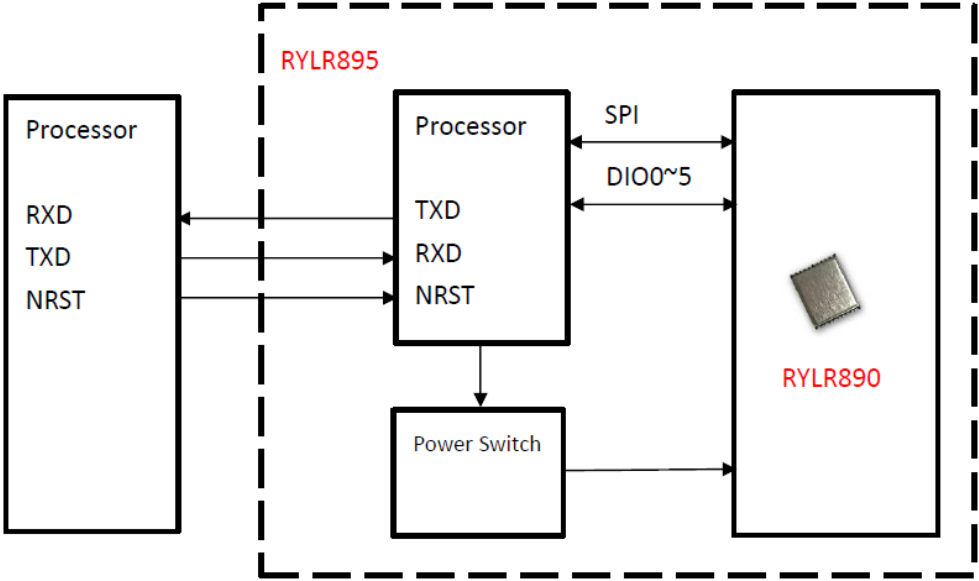 RYLR895
Processor
RXD
TXD
NRST
Processor
TXD
RXD
NRST
SPI
DIO0~5
RYLR890
Power Switch